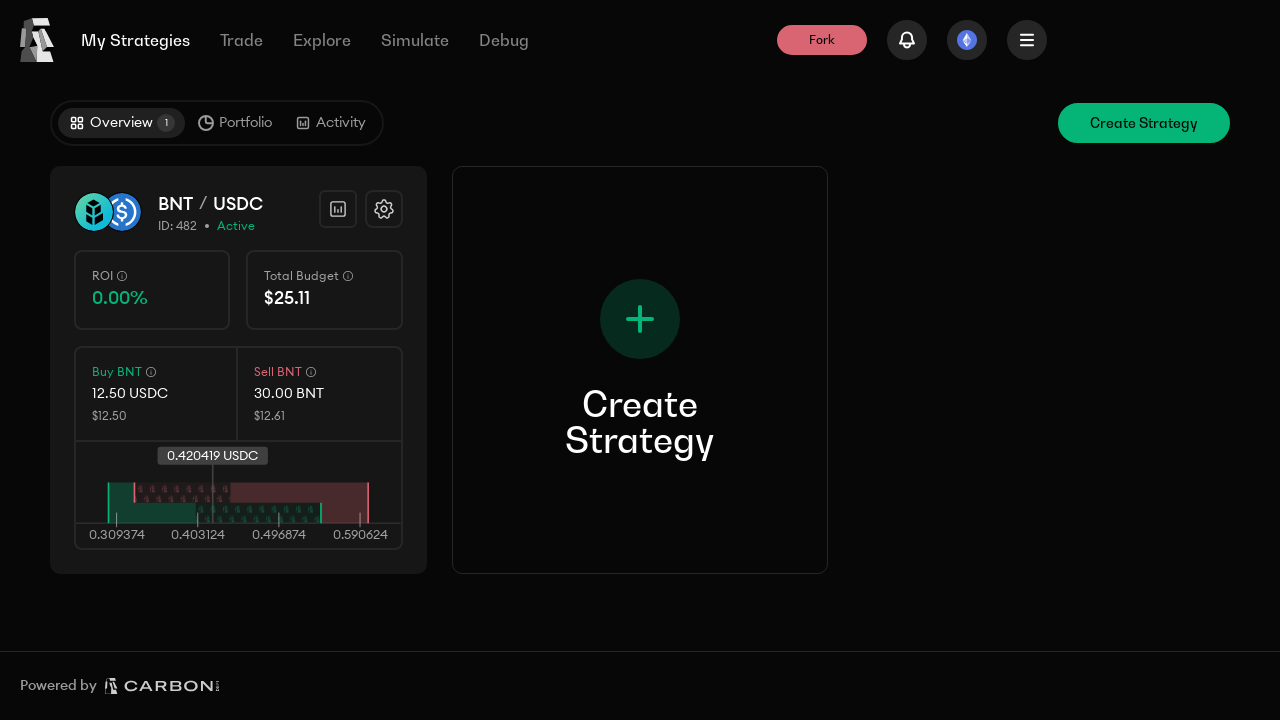 My Strategies
Trade
Explore
Simulate
Debug
Fork
Overview 1
Portfolio
Activity
Create Strategy
BNT / USDC
ID: 482 • Active
ROI
0.00%
Total Budget
$25.11
Buy BNT
12.50 USDC
$12.50
Sell BNT
30.00 BNT
$12.61
0.420419 USDC
0.309374
0.403124
0.496874
0.590624
Create
Strategy
Powered by CARBON